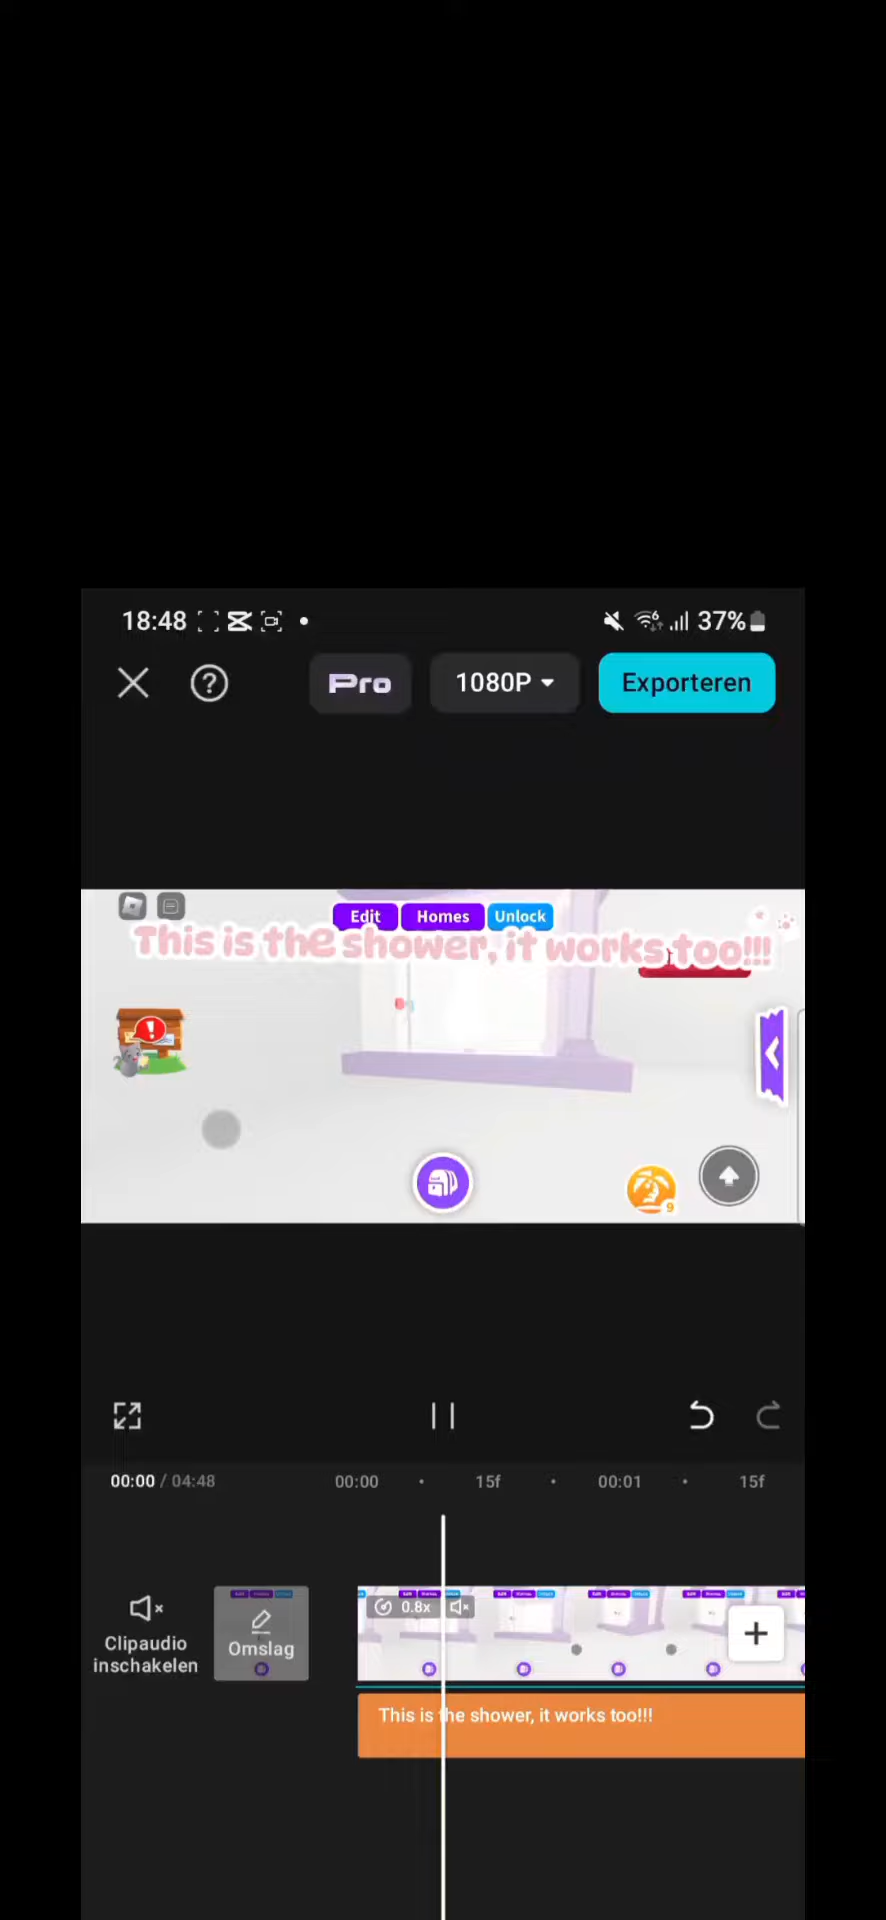 18:48
37%
Pro
1080P
Exporteren
Edit
Homes
Unlock
This is the shower, it works too!!!
9
00:00 / 04:48
00:00
15f
00:01
15f
Clipaudio
inschakelen
Omslag
0.8x
This is the shower, it works too!!!